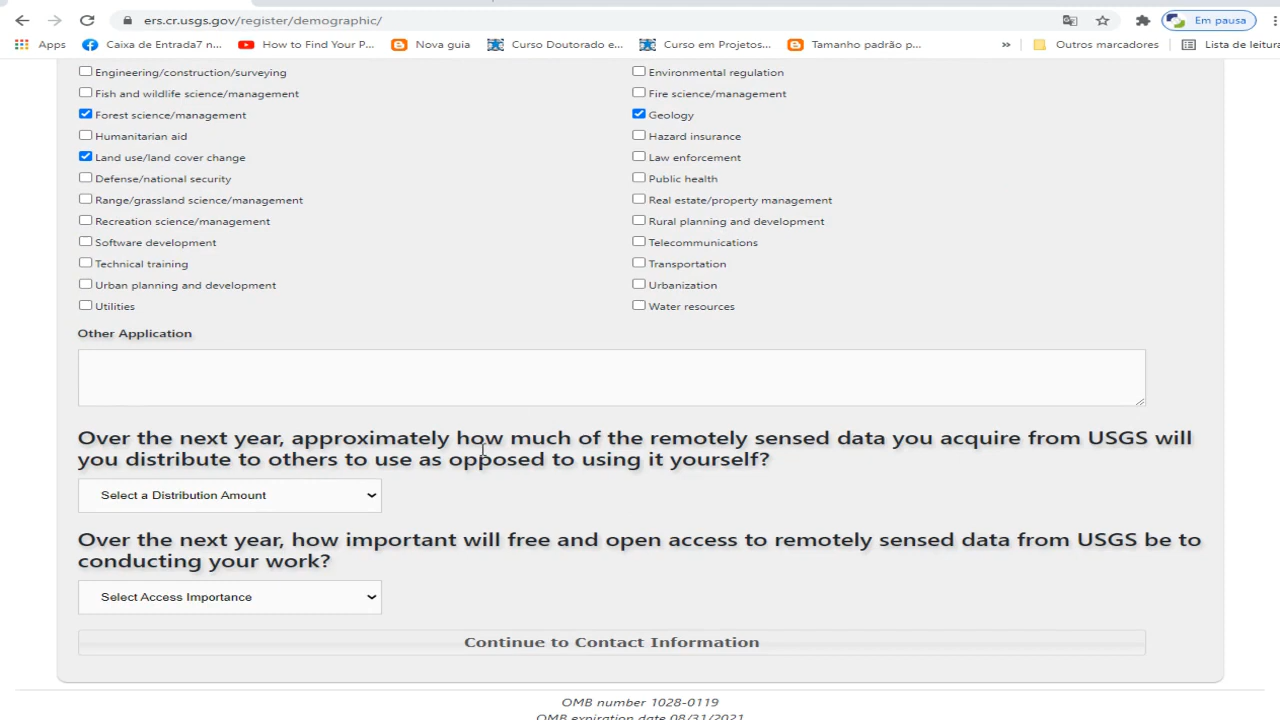 ers.cr.usgs.gov/register/demographic/
Em pausa
Apps
Caixa de Entrada7 n...
How to Find Your P...
Nova guia
Curso Doutorado e...
Curso em Projetos...
Tamanho padrão p...
»
Outros marcadores
Lista de leitura
Engineering/construction/surveying
Environmental regulation
Fish and wildlife science/management
Fire science/management
Forest science/management
Geology
Humanitarian aid
Hazard insurance
Land use/land cover change
Law enforcement
Defense/national security
Public health
Range/grassland science/management
Real estate/property management
Recreation science/management
Rural planning and development
Software development
Telecommunications
Technical training
Transportation
Urban planning and development
Urbanization
Utilities
Water resources
Other Application
Over the next year, approximately how much of the remotely sensed data you acquire from USGS will
you distribute to others to use as opposed to using it yourself?
Select a Distribution Amount
Over the next year, how important will free and open access to remotely sensed data from USGS be to
conducting your work?
Select Access Importance
Continue to Contact Information
OMB number 1028-0119
OMB expiration date 08/31/2021